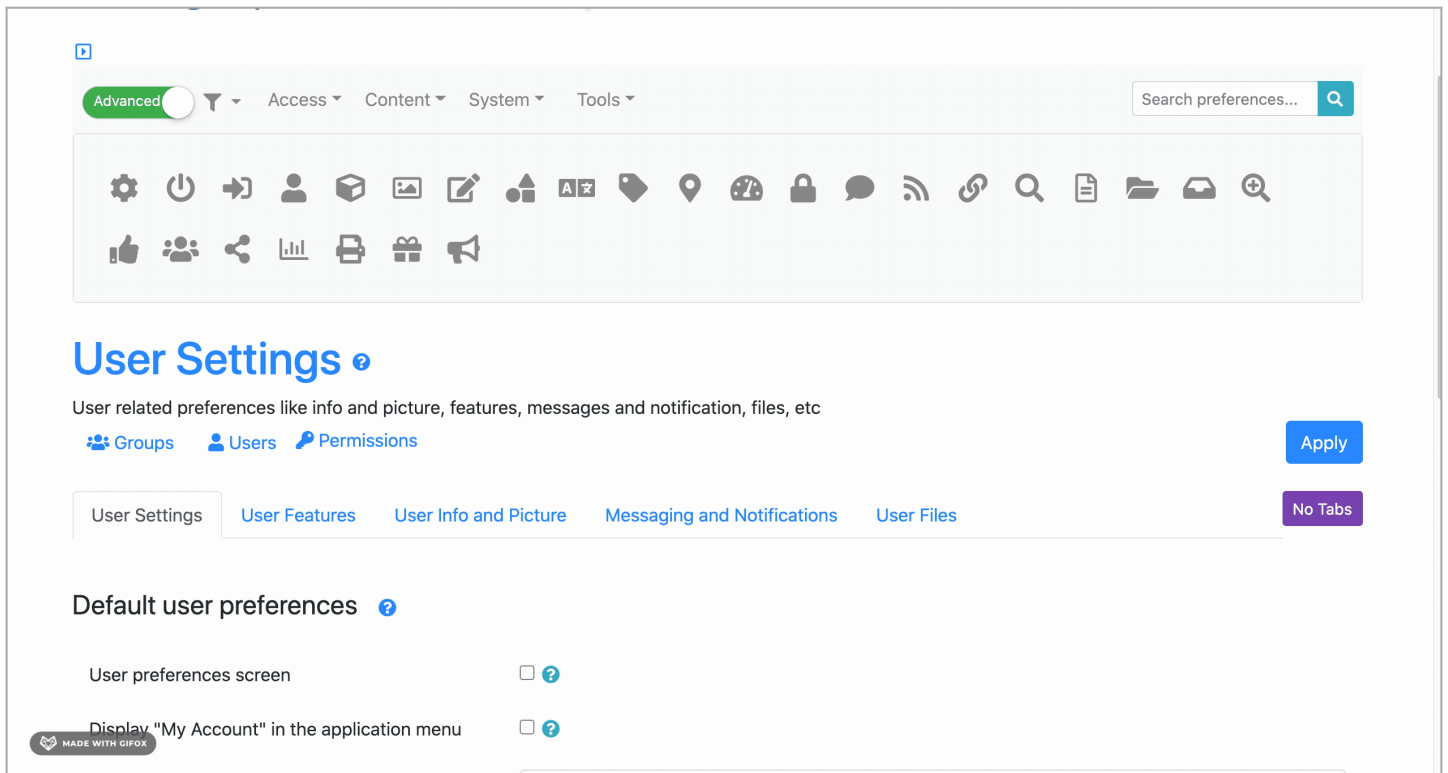 Advanced Access Content System Tools Search preferences...
A
User Settings
User related preferences like info and picture, features, messages and notification, files, etc
Groups Users Permissions
Apply
User Settings User Features User Info and Picture Messaging and Notifications User Files No Tabs
Default user preferences
User preferences screen
Display "My Account" in the application menu
MADE WITH GIFOX